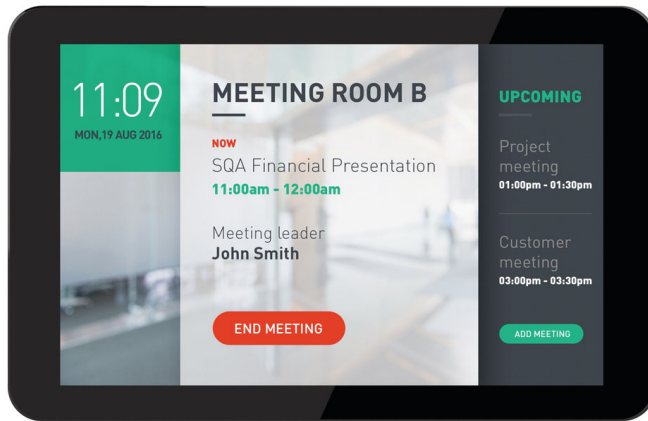 11:09
MON,19 AUG 2016
MEETING ROOM B
NOW
SQA Financial Presentation
11:00am - 12:00am
Meeting leader
John Smith
END MEETING
UPCOMING
Project
meeting
01:00pm - 01:30pm
Customer
meeting
03:00pm - 03:30pm
ADD MEETING